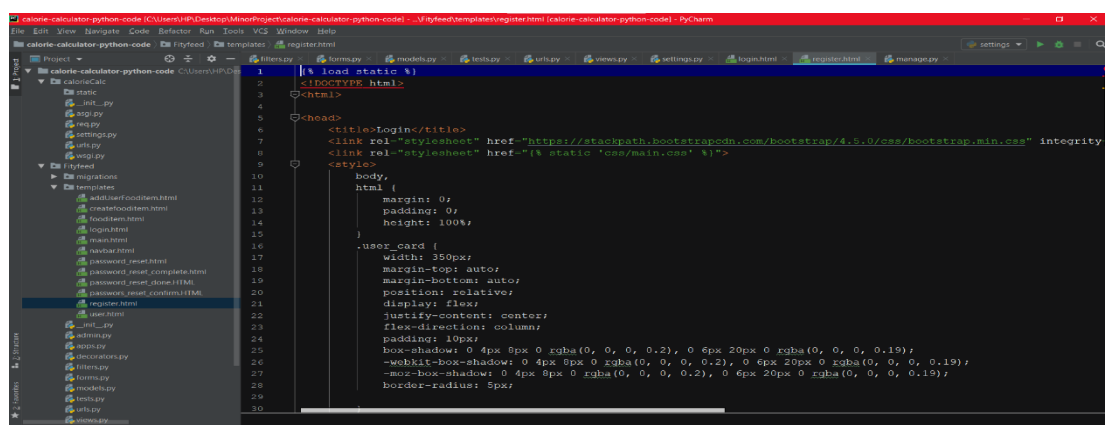 calorie-calculator-python-code [C:\Users\HP\Desktop\MinorProject\calorie-calculator-python-code] - ...\Fityfeed\templates\register.html [calorie-calculator-python-code] - PyCharm
File Edit View Navigate Code Refactor Run Tools VCS Window Help
calorie-calculator-python-code Fityfeed templates register.html settings
Project filters.py forms.py models.py tests.py urls.py views.py settings.py login.html register.html manage.py
1: Project
calorie-calculator-python-code C:\Users\HP\Des
calorieCalc
static
__init__.py
asgi.py
req.py
settings.py
urls.py
wsgi.py
Fityfeed
migrations
templates
addUserFooditem.html
createfooditem.html
fooditem.html
login.html
main.html
navbar.html
password_reset.html
password_reset_complete.html
password_reset_done.HTML
passwors_reset_confirm.HTML
register.html
user.html
__init__.py
admin.py
apps.py
decorators.py
filters.py
forms.py
models.py
tests.py
urls.py
views.py
Structure
Favorites
1 {% load static %}
2 <!DOCTYPE html>
3 <html>
4
5 <head>
6 <title>Login</title>
7 <link rel="stylesheet" href="https://stackpath.bootstrapcdn.com/bootstrap/4.5.0/css/bootstrap.min.css" integrity
8 <link rel="stylesheet" href="{% static 'css/main.css' %}">
9 <style>
10 body,
11 html {
12 margin: 0;
13 padding: 0;
14 height: 100%;
15 }
16 .user_card {
17 width: 350px;
18 margin-top: auto;
19 margin-bottom: auto;
20 position: relative;
21 display: flex;
22 justify-content: center;
23 flex-direction: column;
24 padding: 10px;
25 box-shadow: 0 4px 8px 0 rgba(0, 0, 0, 0.2), 0 6px 20px 0 rgba(0, 0, 0, 0.19);
26 -webkit-box-shadow: 0 4px 8px 0 rgba(0, 0, 0, 0.2), 0 6px 20px 0 rgba(0, 0, 0, 0.19);
27 -moz-box-shadow: 0 4px 8px 0 rgba(0, 0, 0, 0.2), 0 6px 20px 0 rgba(0, 0, 0, 0.19);
28 border-radius: 5px;
29
30